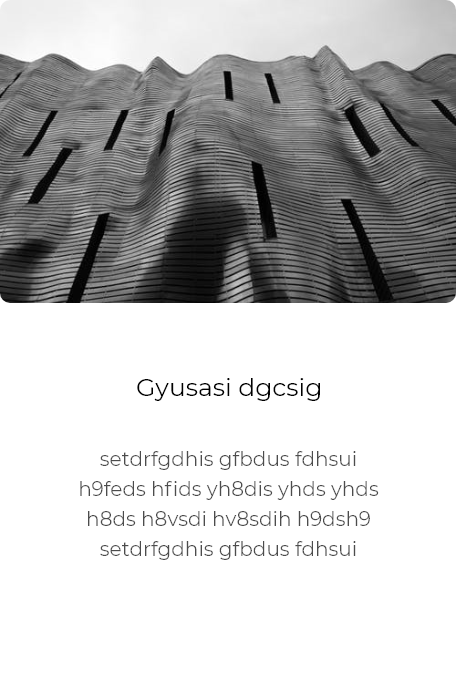 Gyusasi dgcsig
setdrfgdhis gfbdus fdhsui
h9feds hfids yh8dis yhds yhds
h8ds h8vsdi hv8sdih h9dsh9
setdrfgdhis gfbdus fdhsui